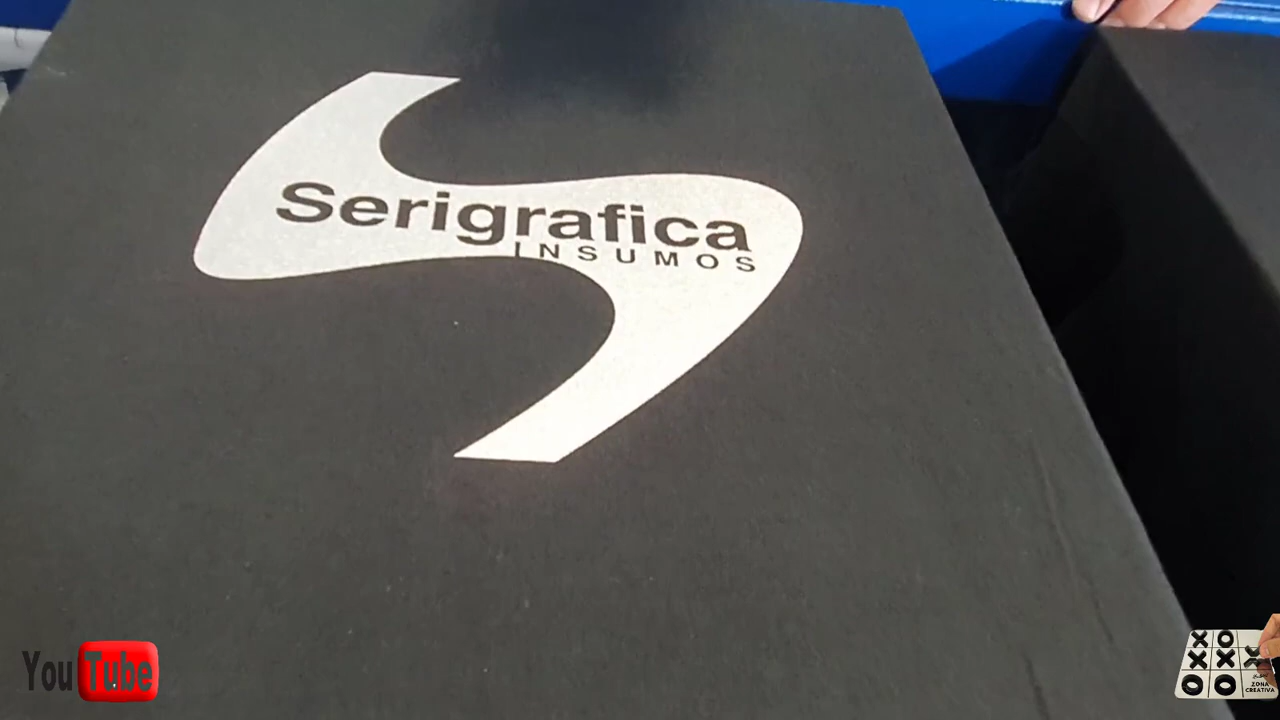 Serigrafica
INSUMOS
YouTube
X O
X X X
O O
ZONA
CREATIVA